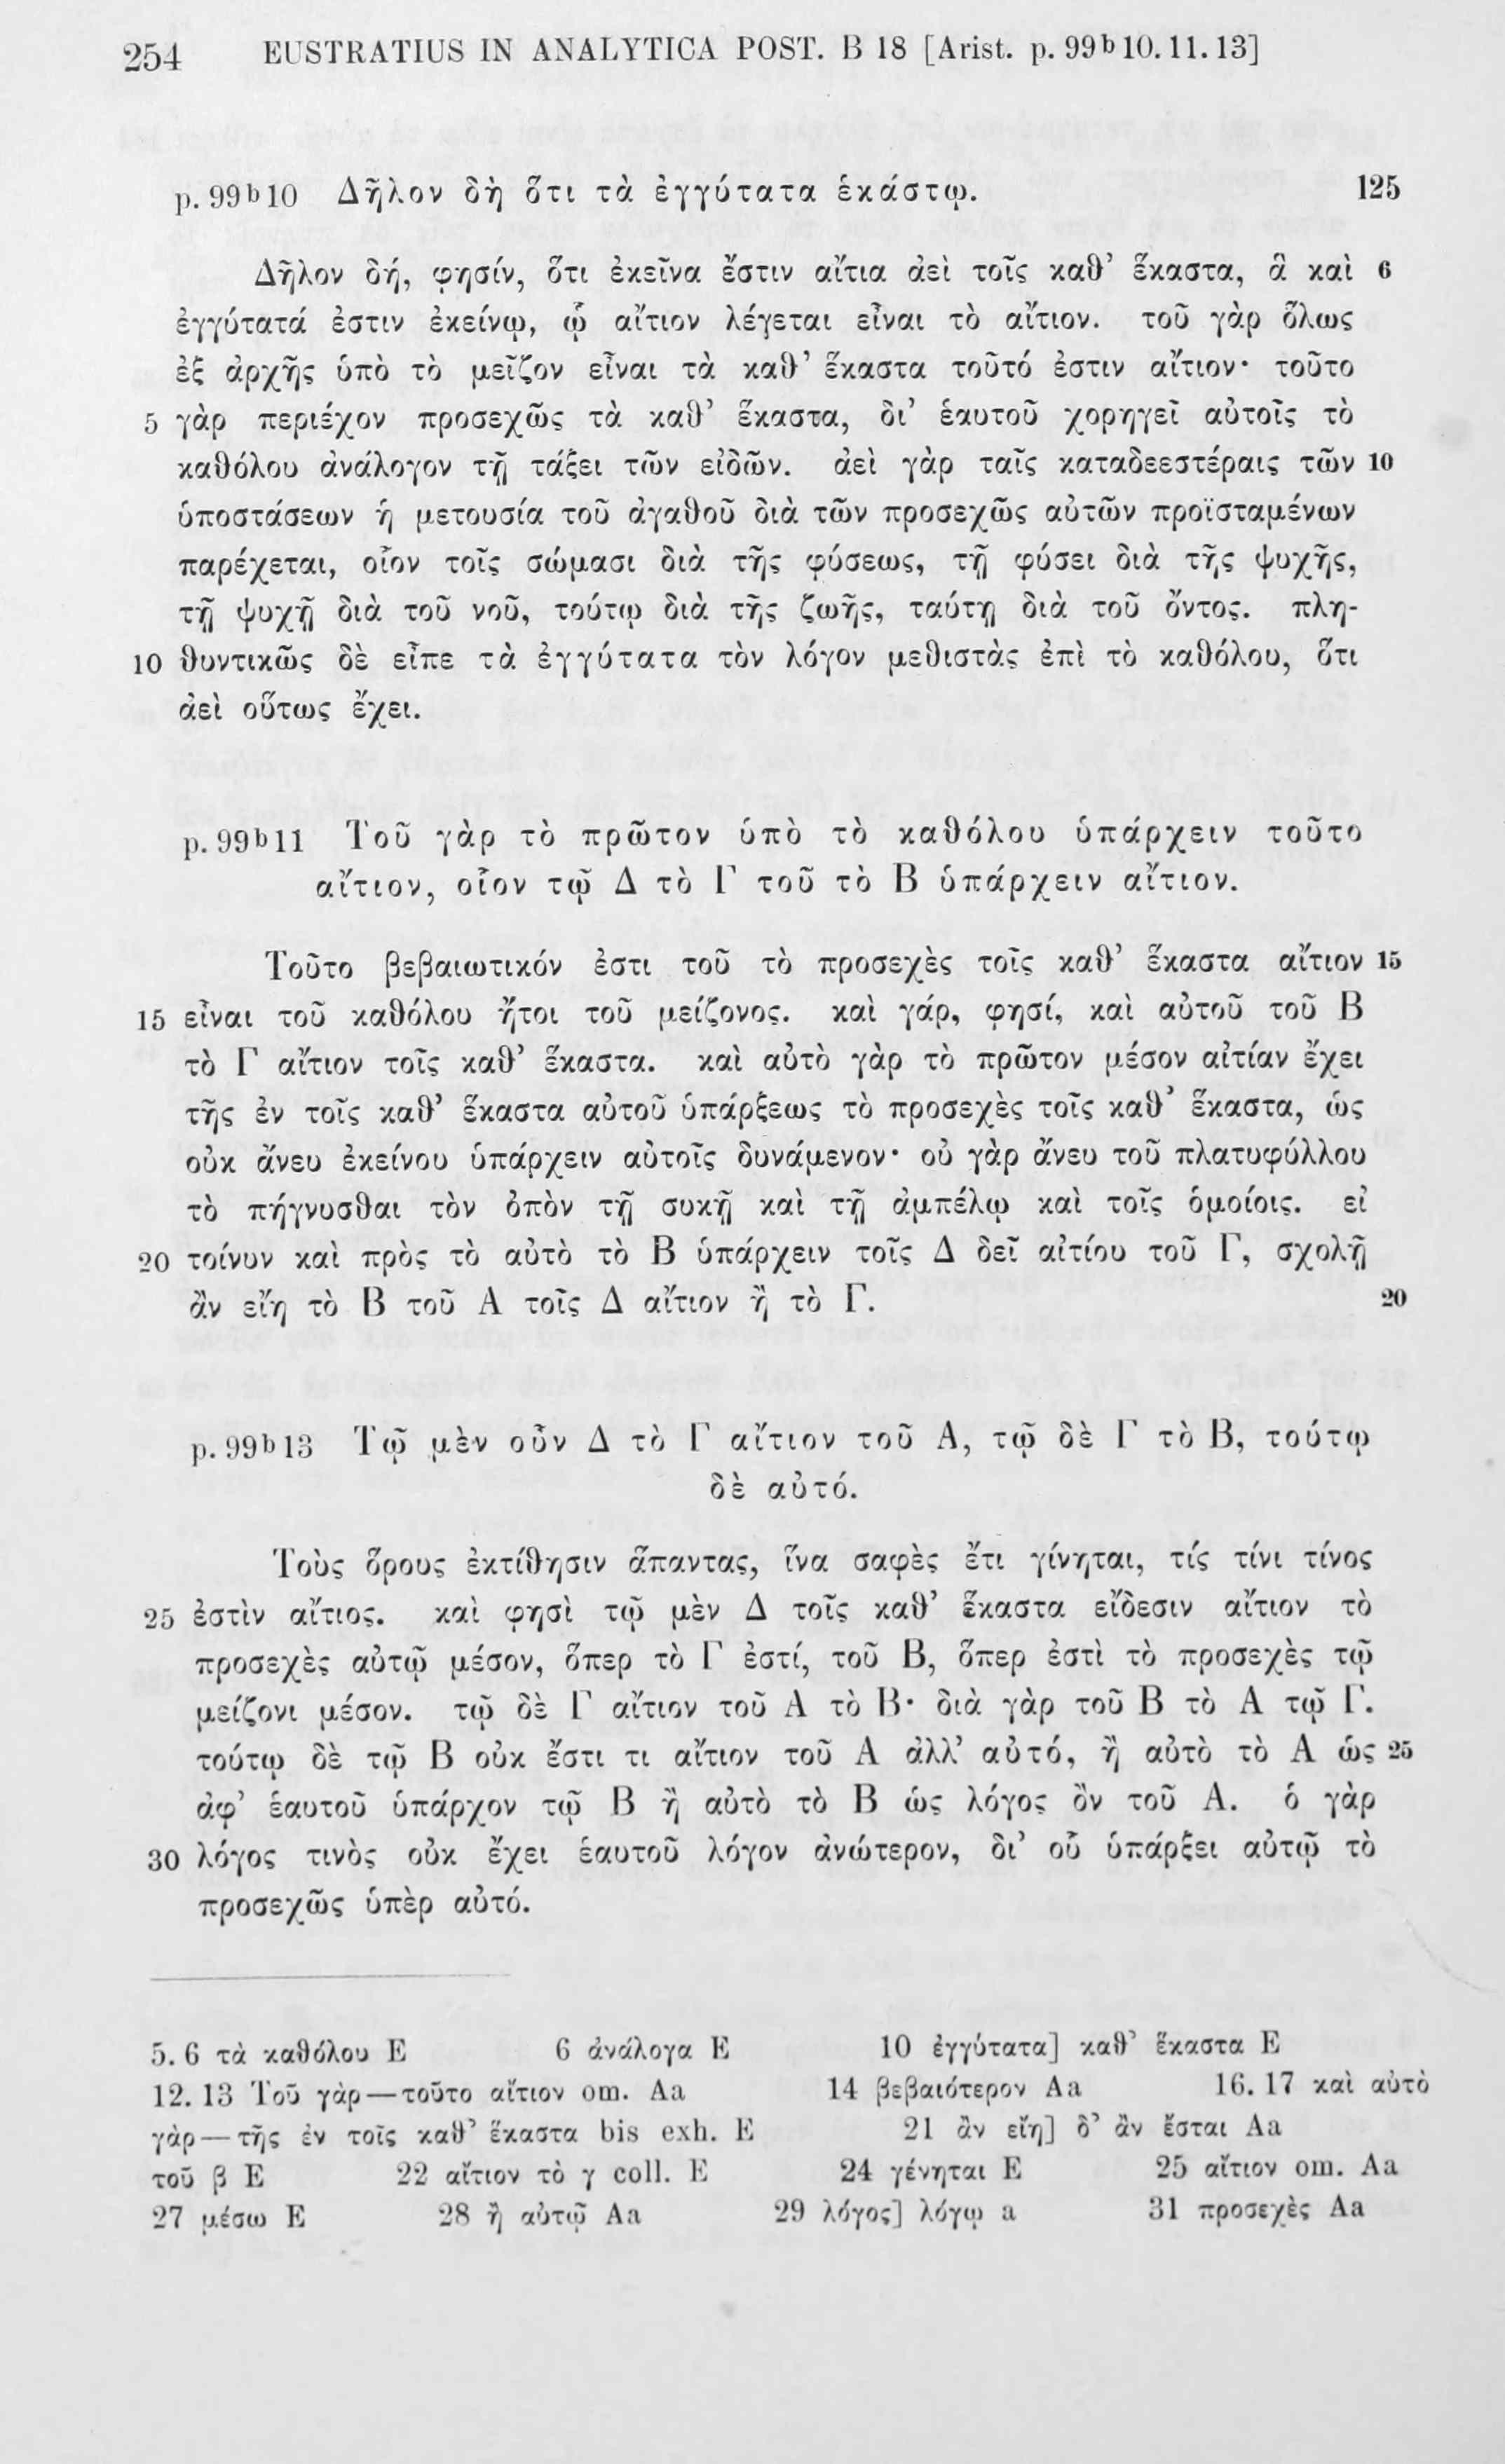 254 EUSTRATIUS IN ANALYTICA POST. B 18 [Arist. p. 99ᵇ10. 11. 13]
p. 99ᵇ10 Δῆλον δὴ ὅτι τὰ ἐγγύτατα ἑκάστῳ. 125
Δῆλον δή, φησίν, ὅτι ἐκεῖνα ἔστιν αἴτια ἀεὶ τοῖς καθ’ ἕκαστα, ἃ καὶ 6
ἐγγύτατά ἐστιν ἐκείνῳ, ᾧ αἴτιον λέγεται εἶναι τὸ αἴτιον. τοῦ γὰρ ὅλως
ἐξ ἀρχῆς ὑπὸ τὸ μεῖζον εἶναι τὰ καθ’ ἕκαστα τοῦτό ἐστιν αἴτιον· τοῦτο
5 γὰρ περιέχον προσεχῶς τὰ καθ’ ἕκαστα, δι’ ἑαυτοῦ χορηγεῖ αὐτοῖς τὸ
καθόλου ἀνάλογον τῇ τάξει τῶν εἰδῶν. ἀεὶ γὰρ ταῖς καταδεεστέραις τῶν 10
ὑποστάσεων ἡ μετουσία τοῦ ἀγαθοῦ διὰ τῶν προσεχῶς αὐτῶν προϊσταμένων
παρέχεται, οἷον τοῖς σώμασι διὰ τῆς φύσεως, τῇ φύσει διὰ τῆς ψυχῆς,
τῇ ψυχῇ διὰ τοῦ νοῦ, τούτῳ διὰ τῆς ζωῆς, ταύτῃ διὰ τοῦ ὄντος. πλη-
10 θυντικῶς δὲ εἶπε τὰ ἐγγύτατα τὸν λόγον μεθιστὰς ἐπὶ τὸ καθόλου, ὅτι
ἀεὶ οὕτως ἔχει.
p. 99ᵇ11 Τοῦ γὰρ τὸ πρῶτον ὑπὸ τὸ καθόλου ὑπάρχειν τοῦτο
αἴτιον, οἷον τῷ Δ τὸ Γ τοῦ τὸ Β ὑπάρχειν αἴτιον.
Τοῦτο βεβαιωτικόν ἐστι τοῦ τὸ προσεχὲς τοῖς καθ’ ἕκαστα αἴτιον 15
15 εἶναι τοῦ καθόλου ἤτοι τοῦ μείζονος. καὶ γάρ, φησί, καὶ αὐτοῦ τοῦ Β
τὸ Γ αἴτιον τοῖς καθ’ ἕκαστα. καὶ αὐτὸ γὰρ τὸ πρῶτον μέσον αἰτίαν ἔχει
τῆς ἐν τοῖς καθ’ ἕκαστα αὐτοῦ ὑπάρξεως τὸ προσεχὲς τοῖς καθ’ ἕκαστα, ὡς
οὐκ ἄνευ ἐκείνου ὑπάρχειν αὐτοῖς δυνάμενον· οὐ γὰρ ἄνευ τοῦ πλατυφύλλου
τὸ πήγνυσθαι τὸν ὀπὸν τῇ συκῇ καὶ τῇ ἀμπέλῳ καὶ τοῖς ὁμοίοις. εἰ
20 τοίνυν καὶ πρὸς τὸ αὐτὸ τὸ Β ὑπάρχειν τοῖς Δ δεῖ αἰτίου τοῦ Γ, σχολῇ
ἂν εἴη τὸ Β τοῦ Α τοῖς Δ αἴτιον ἢ τὸ Γ. 20
p. 99ᵇ13 Τῷ μὲν οὖν Δ τὸ Γ αἴτιον τοῦ Α, τῷ δὲ Γ τὸ Β, τούτῳ
δὲ αὐτό.
Τοὺς ὅρους ἐκτίθησιν ἅπαντας, ἵνα σαφὲς ἔτι γίνηται, τίς τίνι τίνος
25 ἐστὶν αἴτιος. καὶ φησὶ τῷ μὲν Δ τοῖς καθ’ ἕκαστα εἴδεσιν αἴτιον τὸ
προσεχὲς αὐτῷ μέσον, ὅπερ τὸ Γ ἐστί, τοῦ Β, ὅπερ ἐστὶ τὸ προσεχὲς τῷ
μείζονι μέσον. τῷ δὲ Γ αἴτιον τοῦ Α τὸ Β· διὰ γὰρ τοῦ Β τὸ Α τῷ Γ.
τούτῳ δὲ τῷ Β οὐκ ἔστι τι αἴτιον τοῦ Α ἀλλ’ αὐτό, ἢ αὐτὸ τὸ Α ὡς 25
ἀφ’ ἑαυτοῦ ὑπάρχον τῷ Β ἢ αὐτὸ τὸ Β ὡς λόγος ὂν τοῦ Α. ὁ γὰρ
30 λόγος τινὸς οὐκ ἔχει ἑαυτοῦ λόγον ἀνώτερον, δι’ οὗ ὑπάρξει αὐτῷ τὸ
προσεχῶς ὑπὲρ αὐτό.
5. 6 τὰ καθόλου E 6 ἀνάλογα E 10 ἐγγύτατα] καθ’ ἕκαστα E
12. 13 Τοῦ γὰρ—τοῦτο αἴτιον om. Aa 14 βεβαιότερον Aa 16. 17 καὶ αὐτὸ
γὰρ—τῆς ἐν τοῖς καθ’ ἕκαστα bis exh. E 21 ἂν εἴη] δ’ ἂν ἔσται Aa
τοῦ β E 22 αἴτιον τὸ γ coll. E 24 γένηται E 25 αἴτιον om. Aa
27 μέσω E 28 ἢ αὐτῷ Aa 29 λόγος] λόγῳ a 31 προσεχὲς Aa